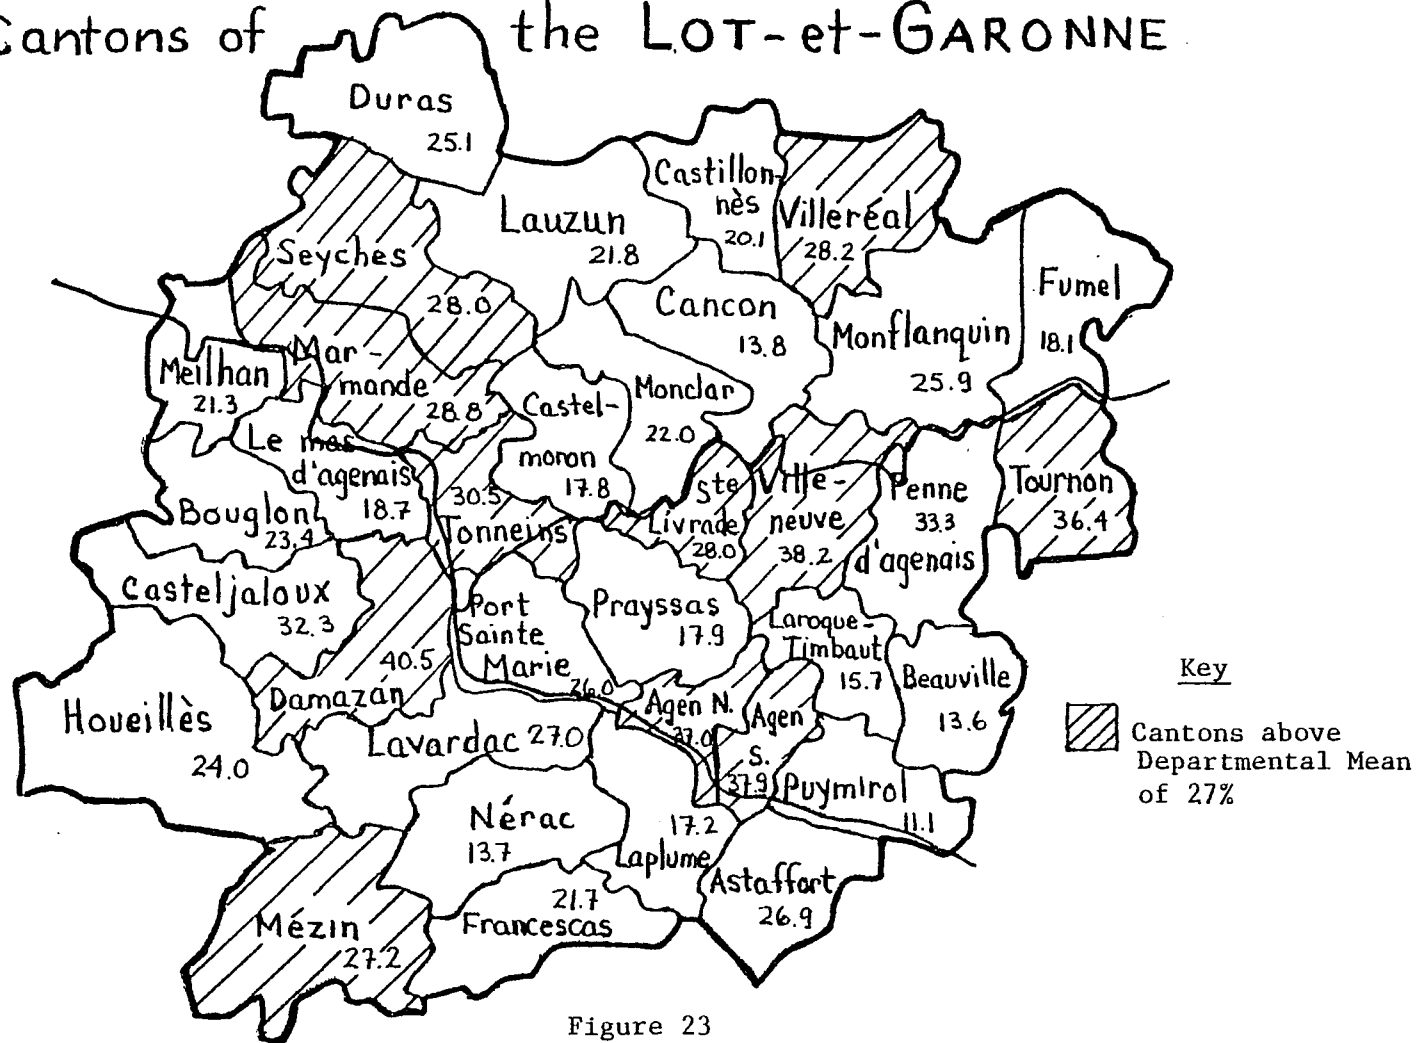 Cantons of the LOT-et-GARONNE
Duras
25.1
Castillon-
nès
20.1
Villeréal
28.2
Lauzun
21.8
Seyches
28.0
Fumel
18.1
Cancon
13.8
Monflanquin
25.9
Meilhan
21.3
Mar-
mande
28.8
Castel-
moron
17.8
Monclar
22.0
Le mas
d'agenais
18.7
Bouglon
23.4
30.5
Tonneins
Ste
Livrade
28.0
Ville-
neuve
38.2
Penne
33.3
d'agenais
Tournon
36.4
Casteljaloux
32.3
Port
Sainte
Marie
26.0
Prayssas
17.9
Laroque-
Timbaut
15.7
Beauville
13.6
40.5
Damazan
Houeillès
24.0
Lavardac 27.0
Agen N.
37.0
Agen
S.
37.9
Puymirol
11.1
Nérac
13.7
17.2
Laplume
Astaffort
26.9
21.7
Francescas
Mézin
27.2
Key
Cantons above
Departmental Mean
of 27%
Figure 23